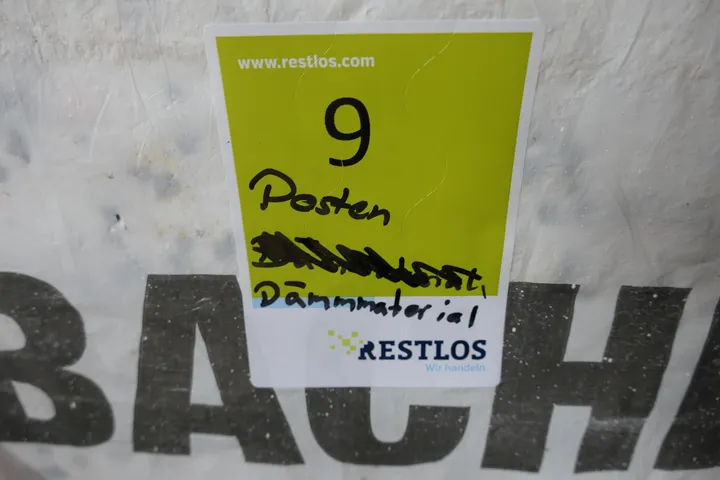 www.restlos.com
9
Posten
Dämmmaterial
RESTLOS
Wir handeln.
BACH